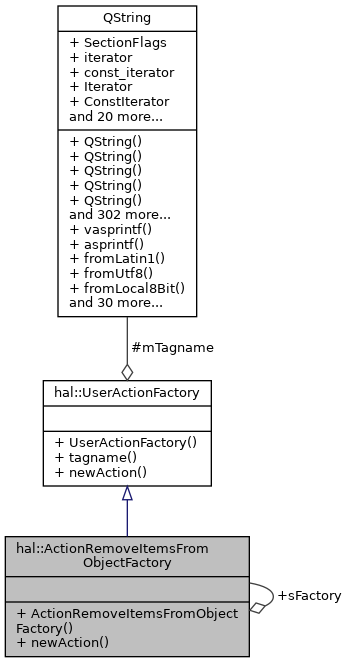 QString
+ SectionFlags
+ iterator
+ const_iterator
+ Iterator
+ ConstIterator
and 20 more...
+ QString()
+ QString()
+ QString()
+ QString()
+ QString()
and 302 more...
+ vasprintf()
+ asprintf()
+ fromLatin1()
+ fromUtf8()
+ fromLocal8Bit()
and 30 more...
#mTagname
hal::UserActionFactory
+ UserActionFactory()
+ tagname()
+ newAction()
hal::ActionRemoveItemsFrom
ObjectFactory
+sFactory
+ ActionRemoveItemsFromObject
Factory()
+ newAction()